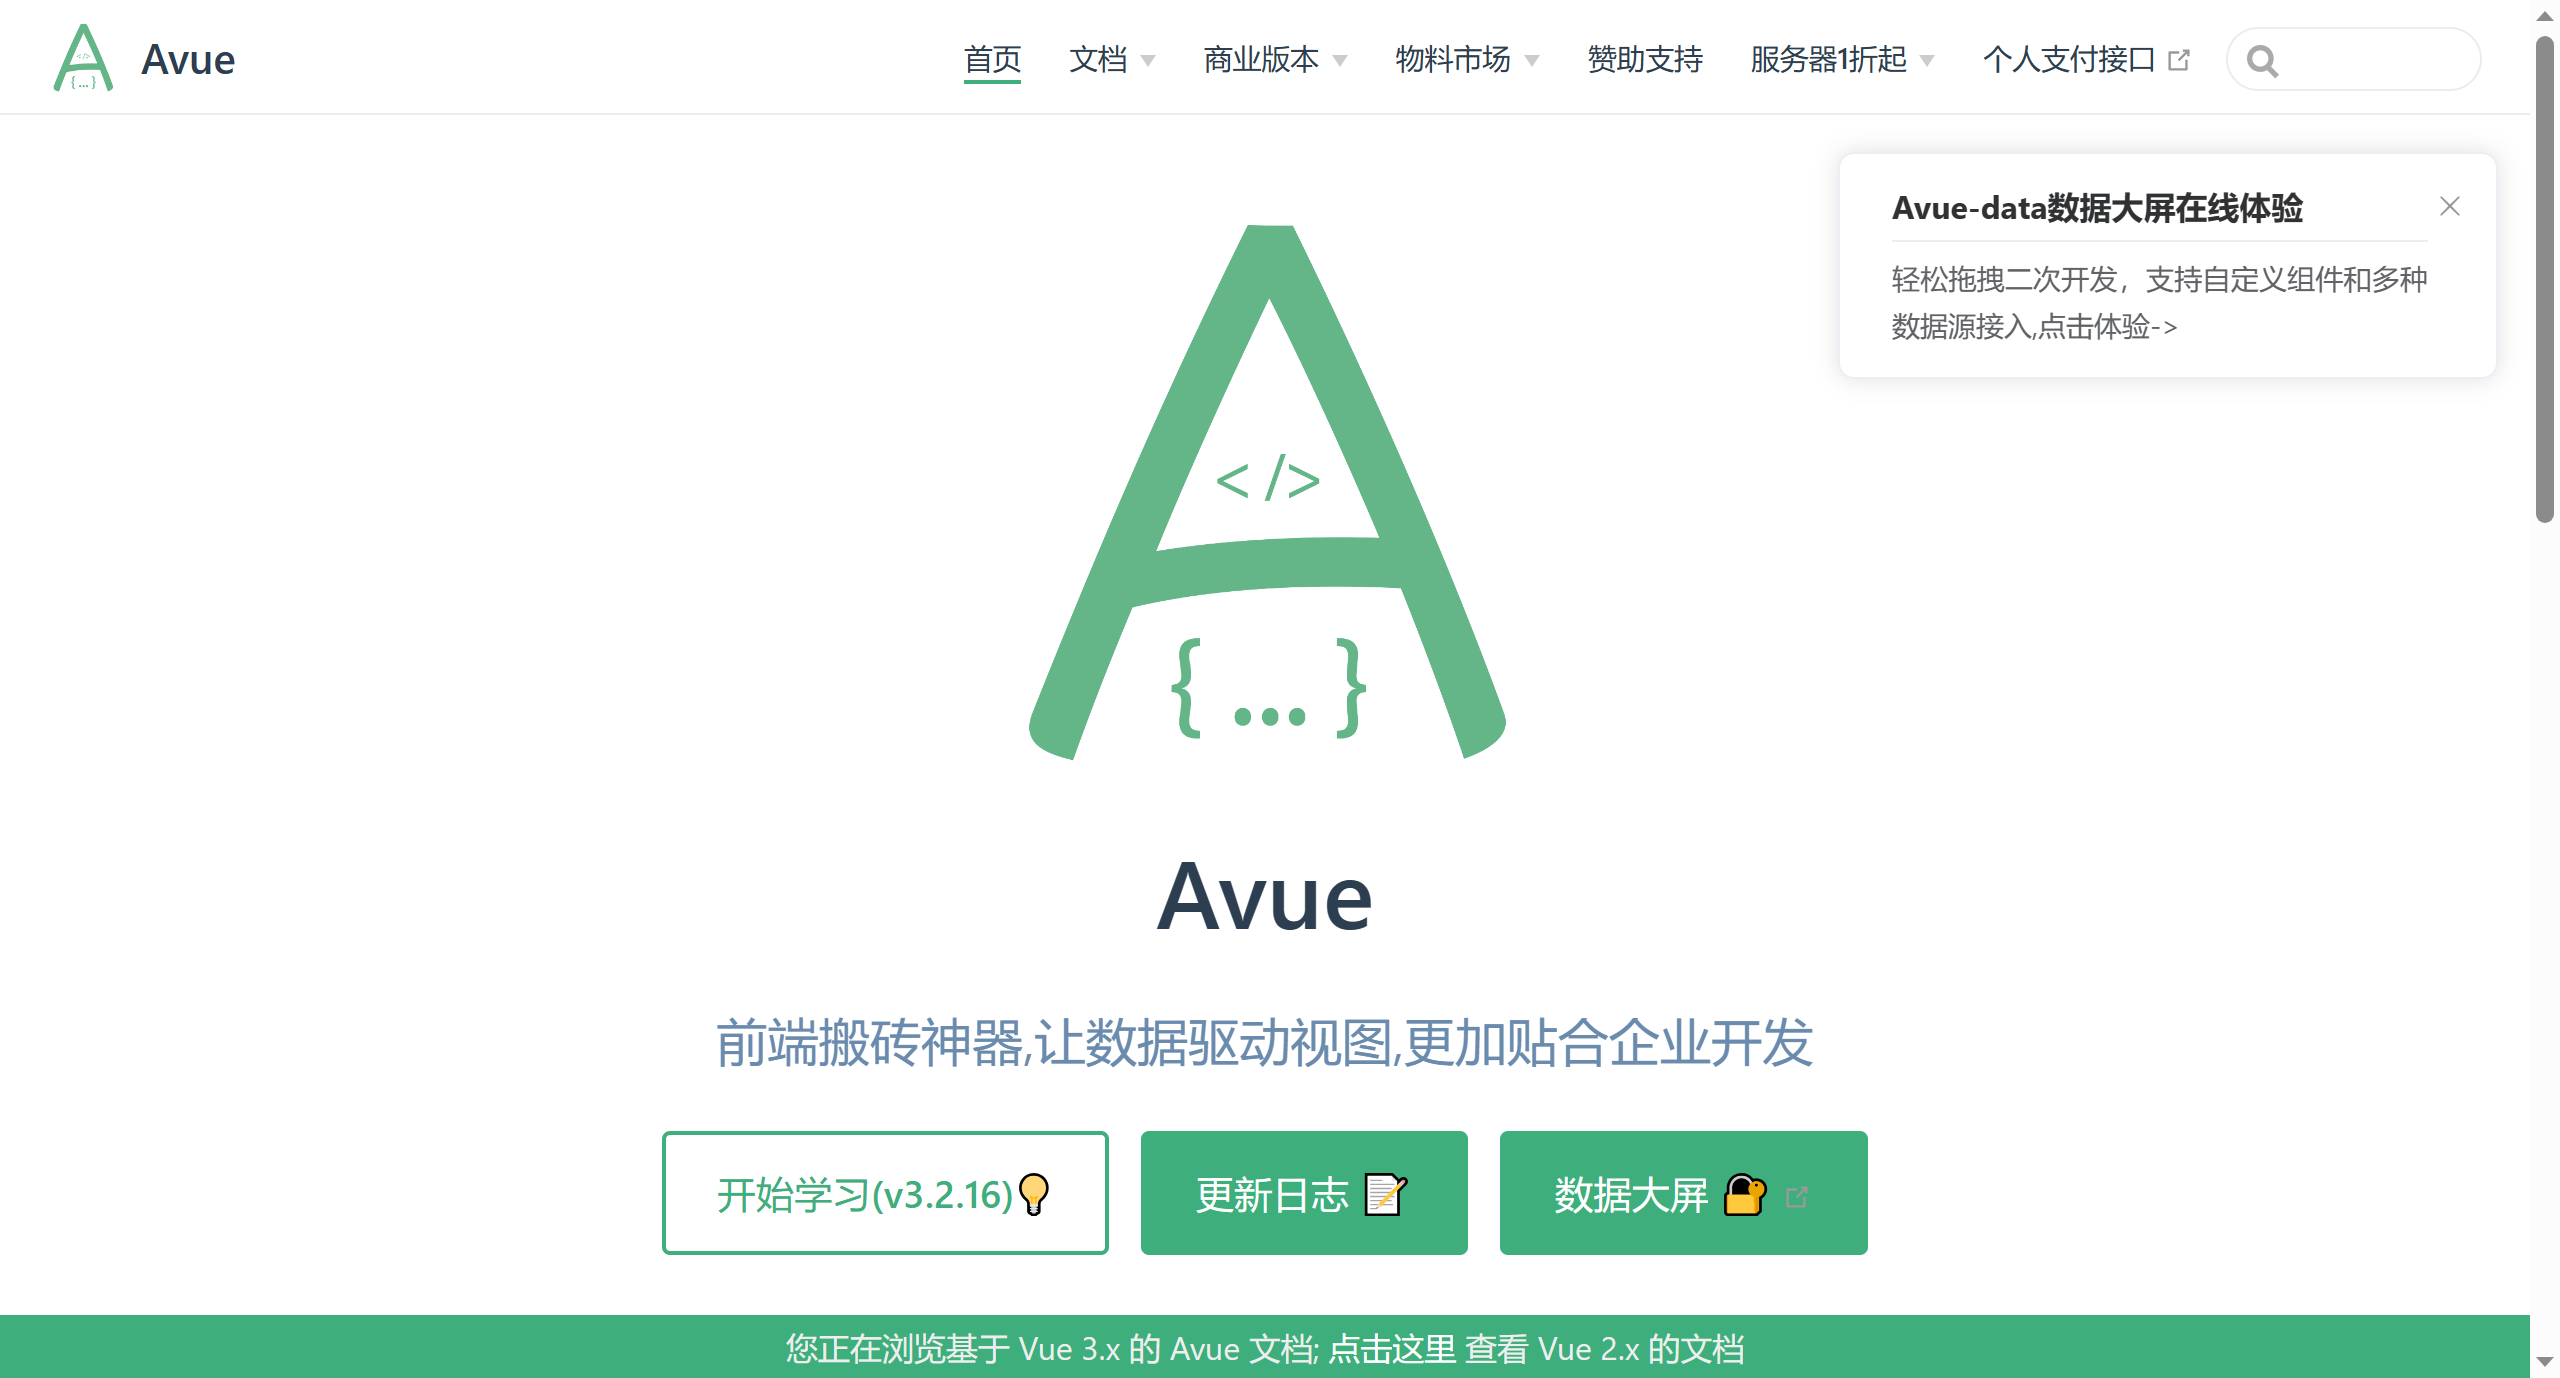 Avue
首页 文档 商业版本 物料市场 赞助支持 服务器1折起 个人支付接口
Avue-data数据大屏在线体验
轻松拖拽二次开发，支持自定义组件和多种
数据源接入,点击体验->
</>
{ ... }
Avue
前端搬砖神器,让数据驱动视图,更加贴合企业开发
开始学习(v3.2.16)💡 更新日志 📝 数据大屏 🔐
您正在浏览基于 Vue 3.x 的 Avue 文档; 点击这里 查看 Vue 2.x 的文档